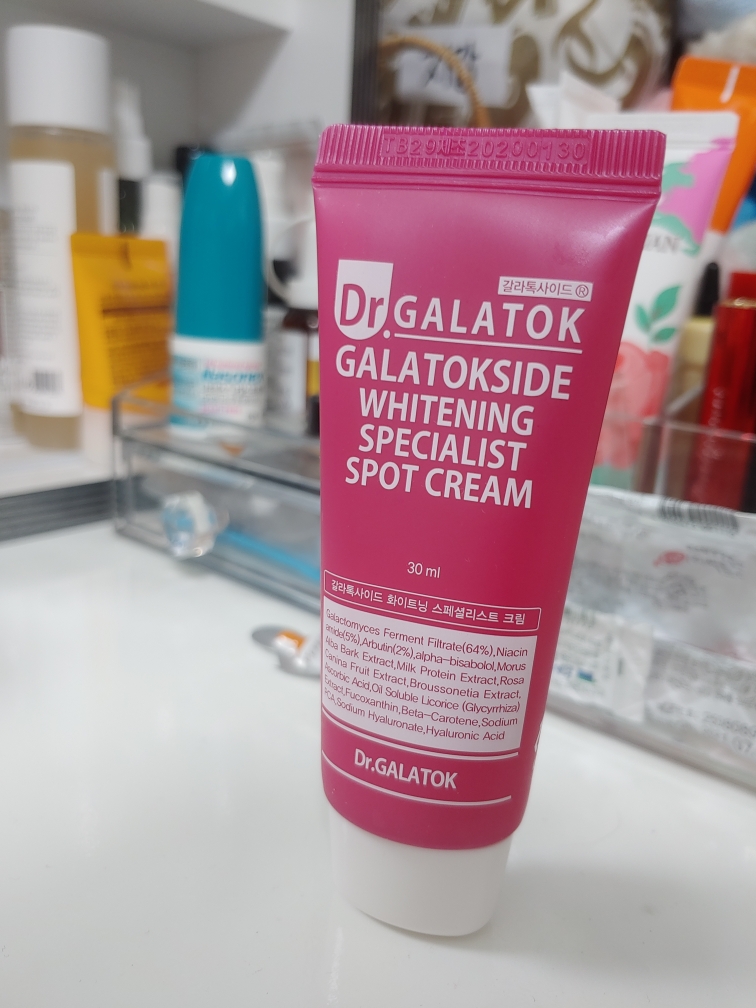 TB29제조20200130
갈라톡사이드®
Dr.GALATOK
GALATOKSIDE
WHITENING
SPECIALIST
SPOT CREAM
30 ml
갈라톡사이드 화이트닝 스페셜리스트 크림
Galactomyces Ferment Filtrate(64%),Niacin
amide(5%),Arbutin(2%),alpha-bisabolol,Morus
Alba Bark Extract,Milk Protein Extract,Rosa
Canina Fruit Extract,Broussonetia Extract,
Ascorbic Acid,Oil Soluble Licorice (Glycyrrhiza)
Extract,Fucoxanthin,Beta-Carotene,Sodium
PCA,Sodium Hyaluronate,Hyaluronic Acid
Dr.GALATOK